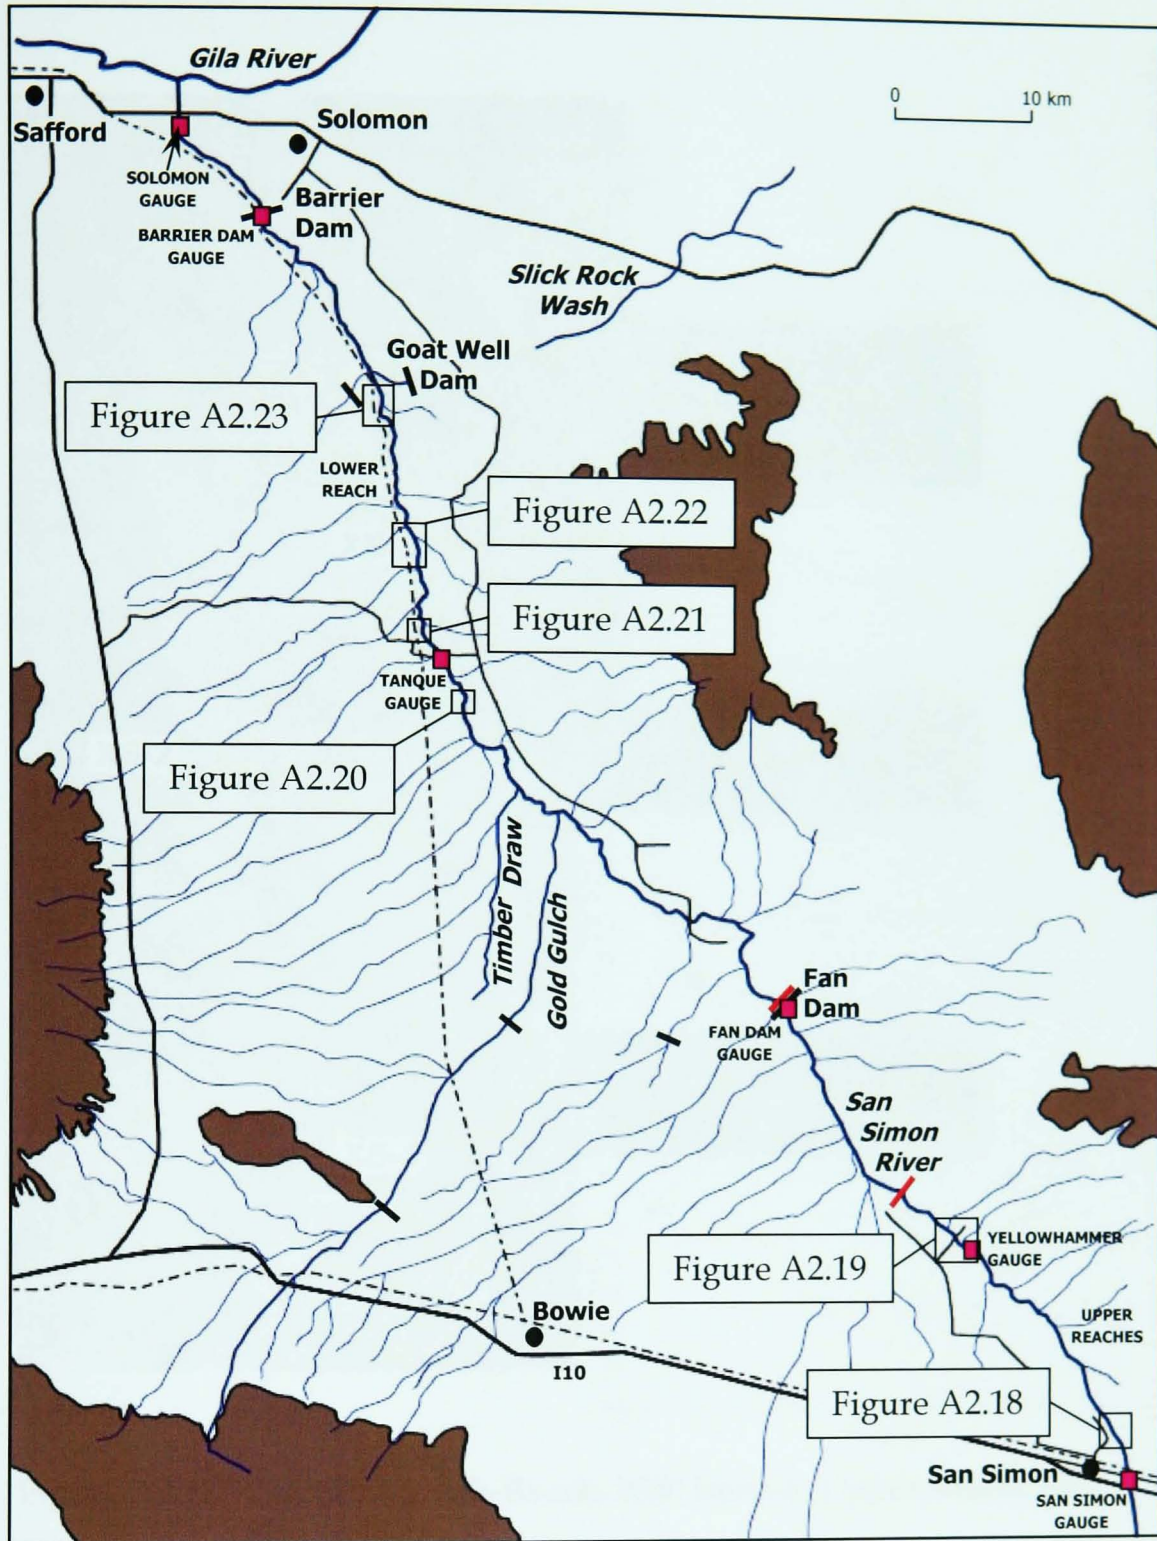 Gila River
0
10 km
Safford
Solomon
SOLOMON
GAUGE
Barrier
Dam
BARRIER DAM
GAUGE
Slick Rock
Wash
Goat Well
Dam
Figure A2.23
LOWER
REACH
Figure A2.22
Figure A2.21
TANQUE
GAUGE
Figure A2.20
Timber Draw
Gold Gulch
Fan
Dam
FAN DAM
GAUGE
San
Simon
River
YELLOWHAMMER
GAUGE
Figure A2.19
Bowie
UPPER
REACHES
I10
Figure A2.18
San Simon
SAN SIMON
GAUGE